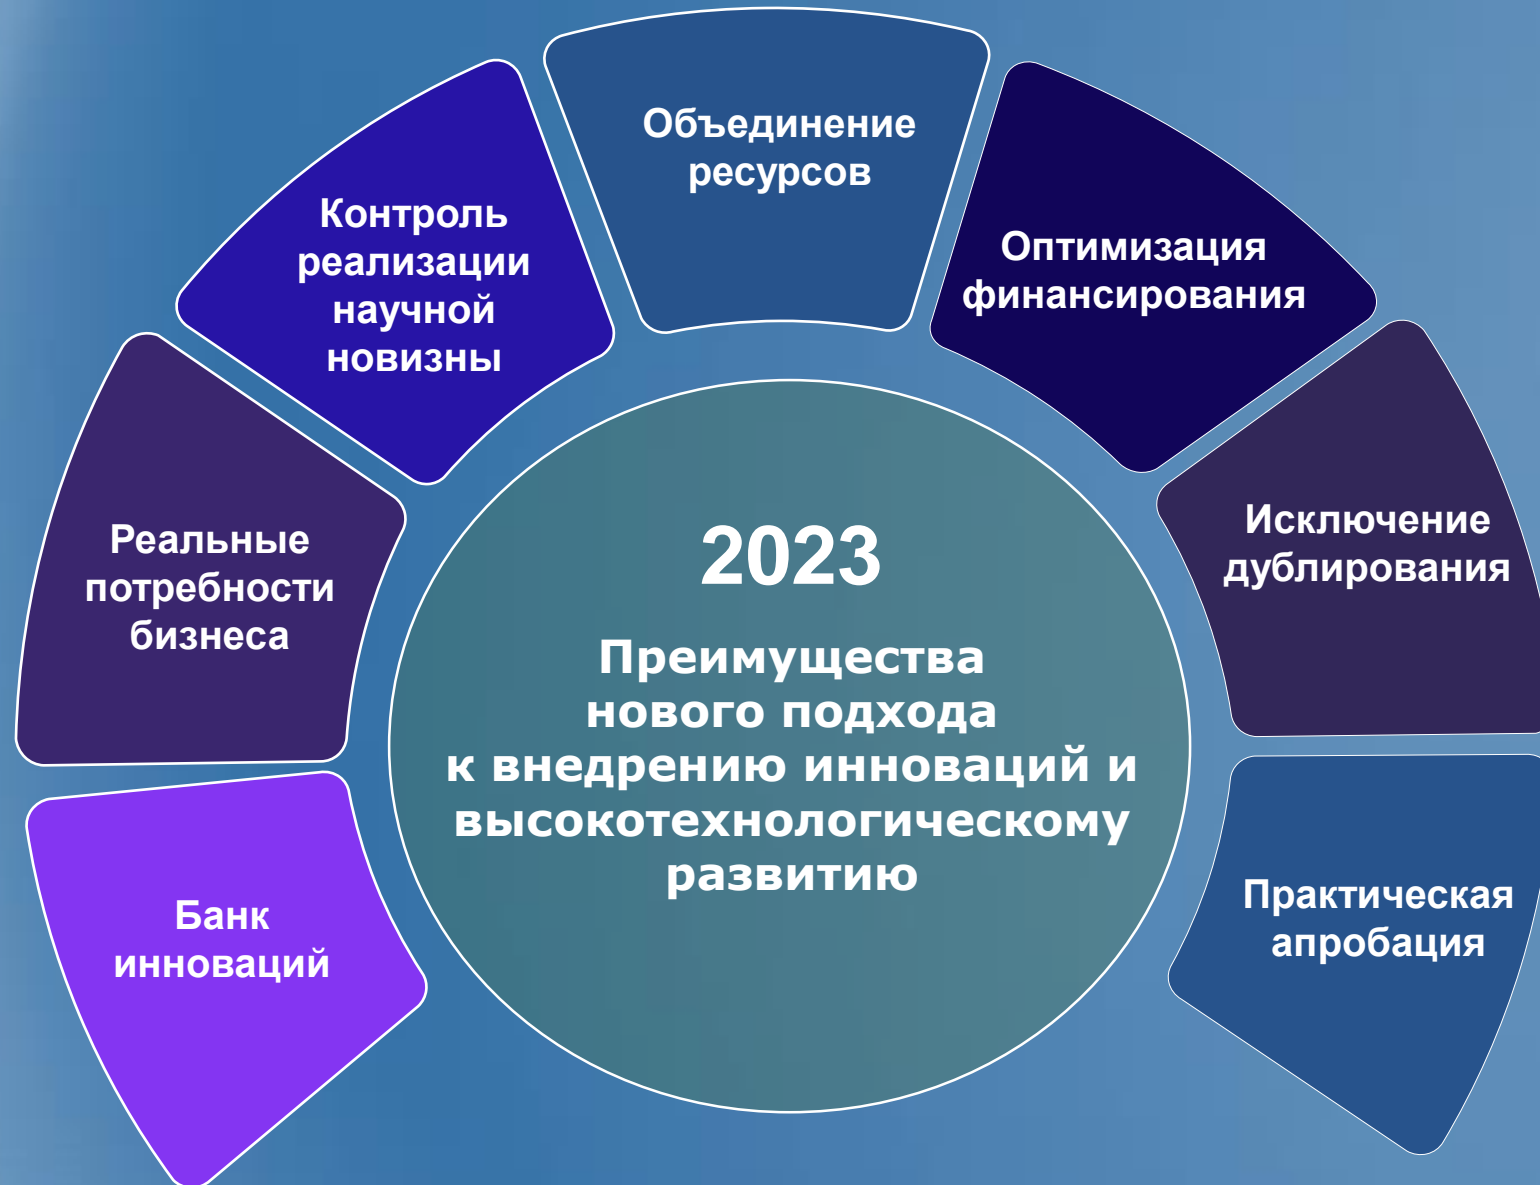 Объединение
ресурсов
Контроль
реализации
научной
новизны
Оптимизация
финансирования
Реальные
потребности
бизнеса
Исключение
дублирования
2023
Преимущества
нового подхода
к внедрению инноваций и
высокотехнологическому
развитию
Банк
инноваций
Практическая
апробация